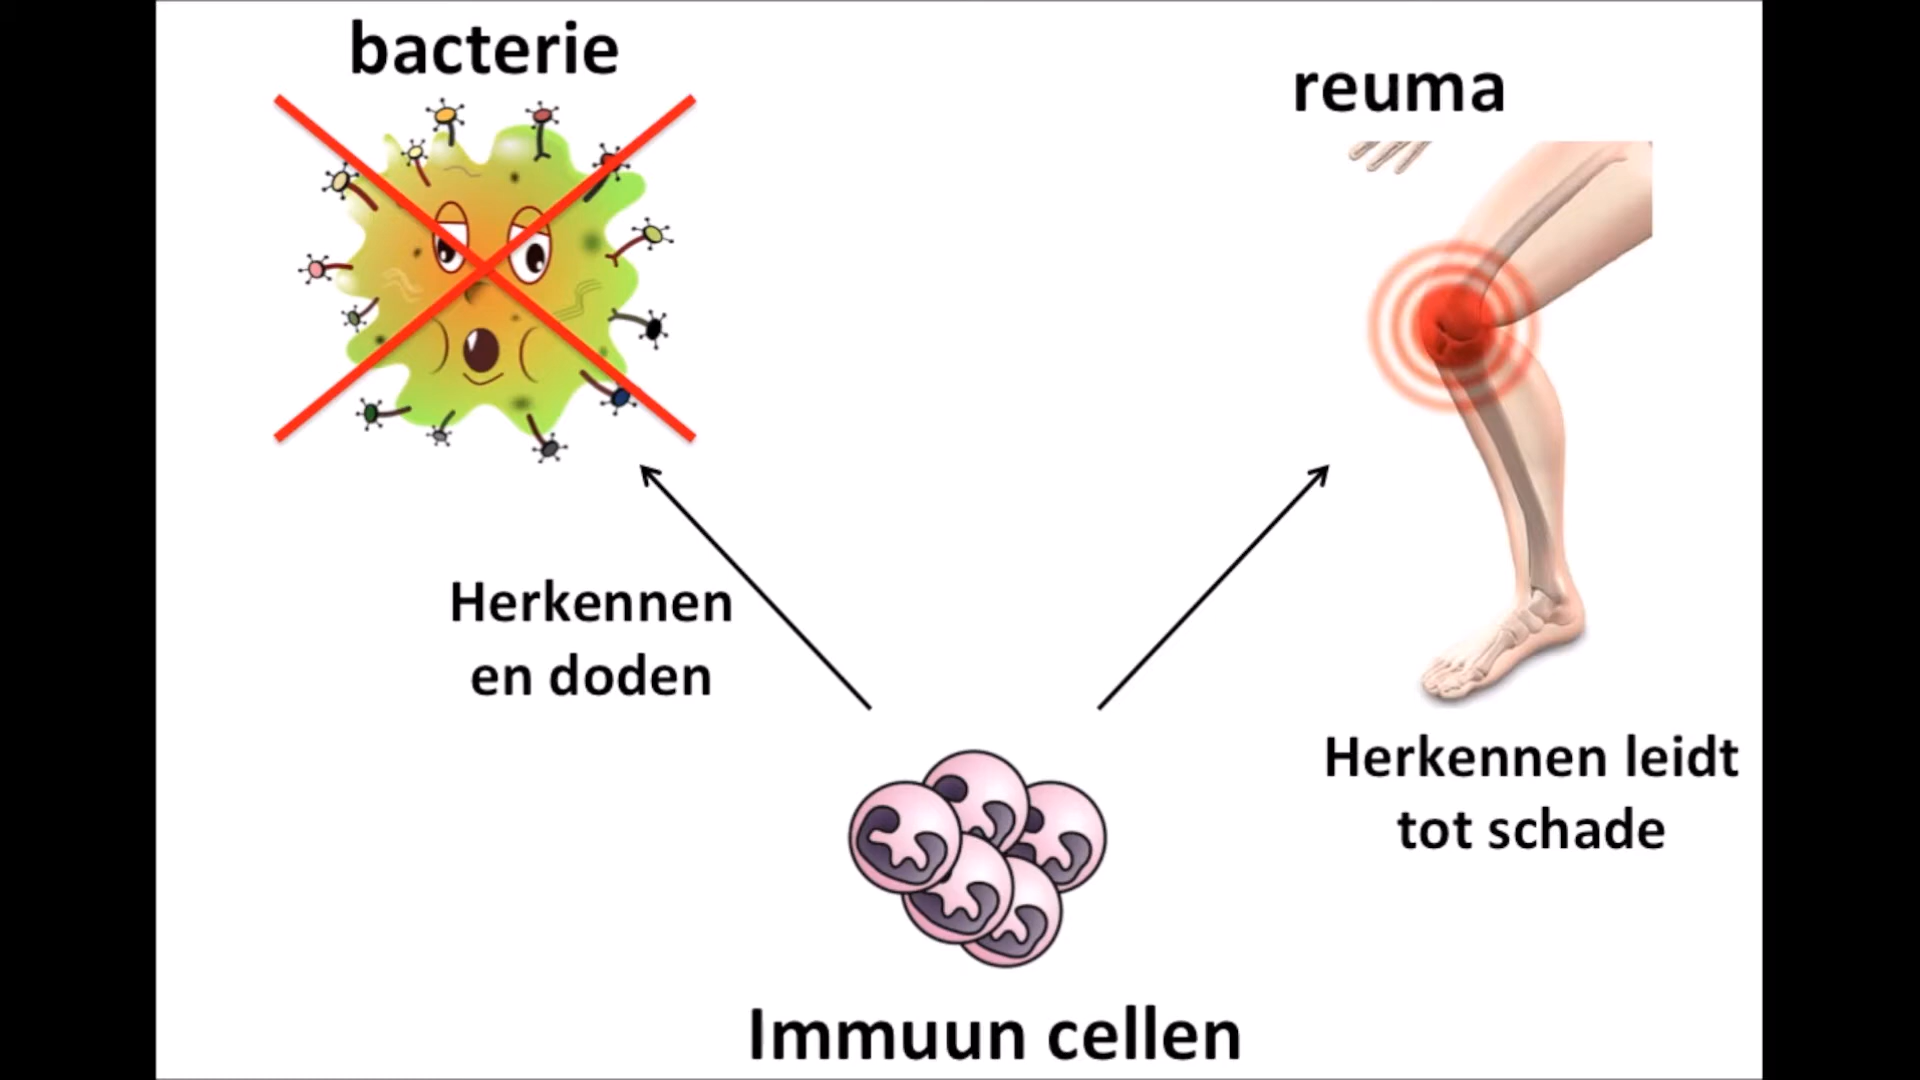 bacterie
reuma
Herkennen
en doden
Herkennen leidt
tot schade
Immuun cellen